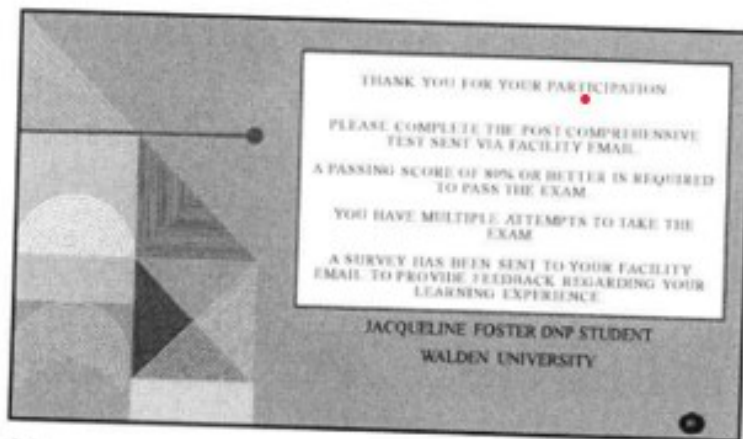 THANK YOU FOR YOUR PARTICIPATION
PLEASE COMPLETE THE POST COMPREHENSIVE
TEST SENT VIA FACILITY EMAIL
A PASSING SCORE OF 80% OR BETTER IS REQUIRED
TO PASS THE EXAM
YOU HAVE MULTIPLE ATTEMPTS TO TAKE THE
EXAM
A SURVEY HAS BEEN SENT TO YOUR FACILITY
EMAIL TO PROVIDE FEEDBACK REGARDING YOUR
LEARNING EXPERIENCE
JACQUELINE FOSTER DNP STUDENT
WALDEN UNIVERSITY